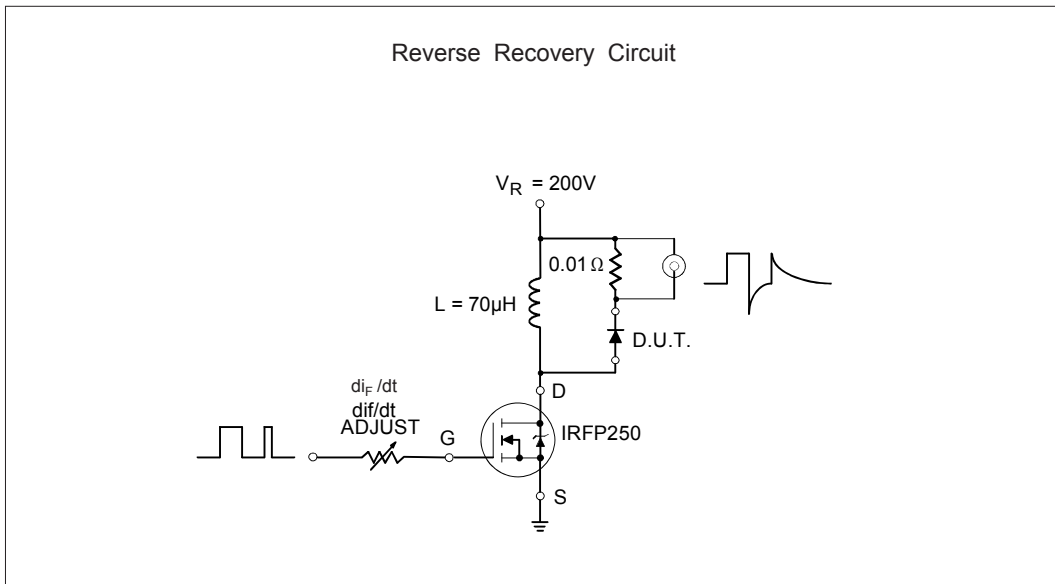 Reverse Recovery Circuit
V_R = 200V
0.01 Ω
L = 70µH
D.U.T.
di_F /dt
dif/dt
ADJUST
G
D
IRFP250
S